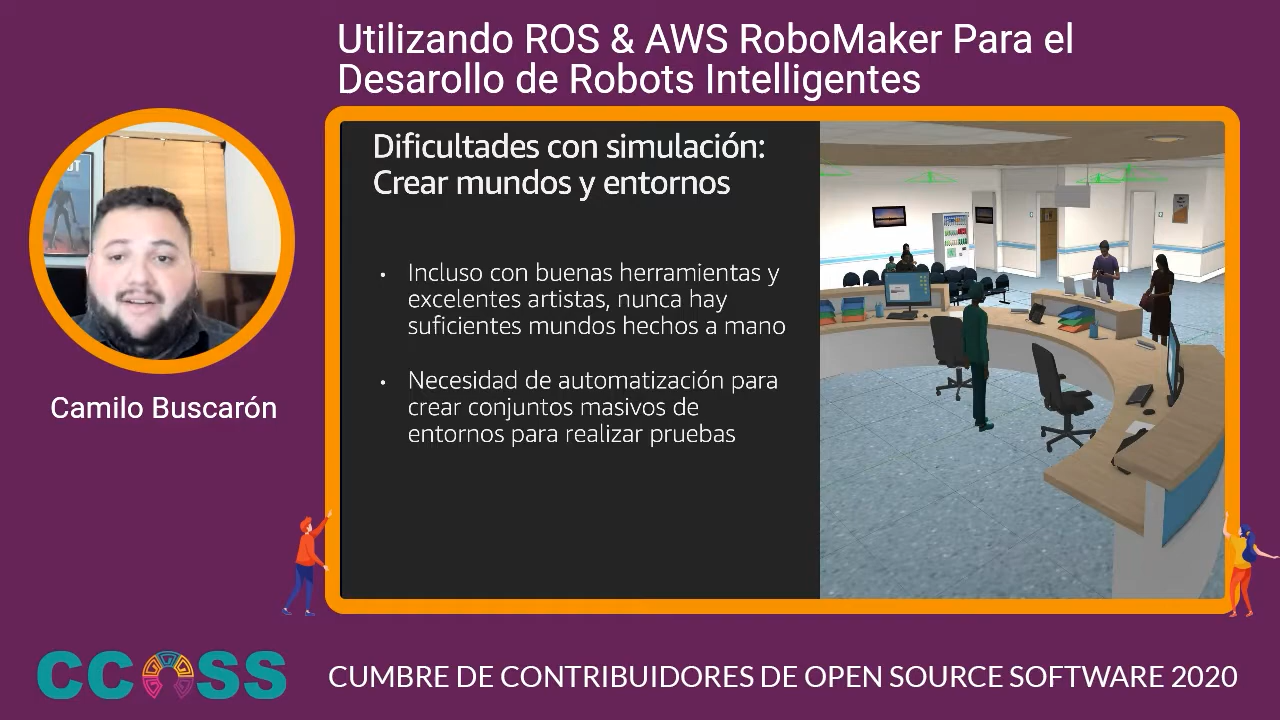 Utilizando ROS & AWS RoboMaker Para el
Desarollo de Robots Intelligentes
Dificultades con simulación:
Crear mundos y entornos
• Incluso con buenas herramientas y
excelentes artistas, nunca hay
suficientes mundos hechos a mano
• Necesidad de automatización para
crear conjuntos masivos de
entornos para realizar pruebas
Camilo Buscarón
CCOSS
CUMBRE DE CONTRIBUIDORES DE OPEN SOURCE SOFTWARE 2020